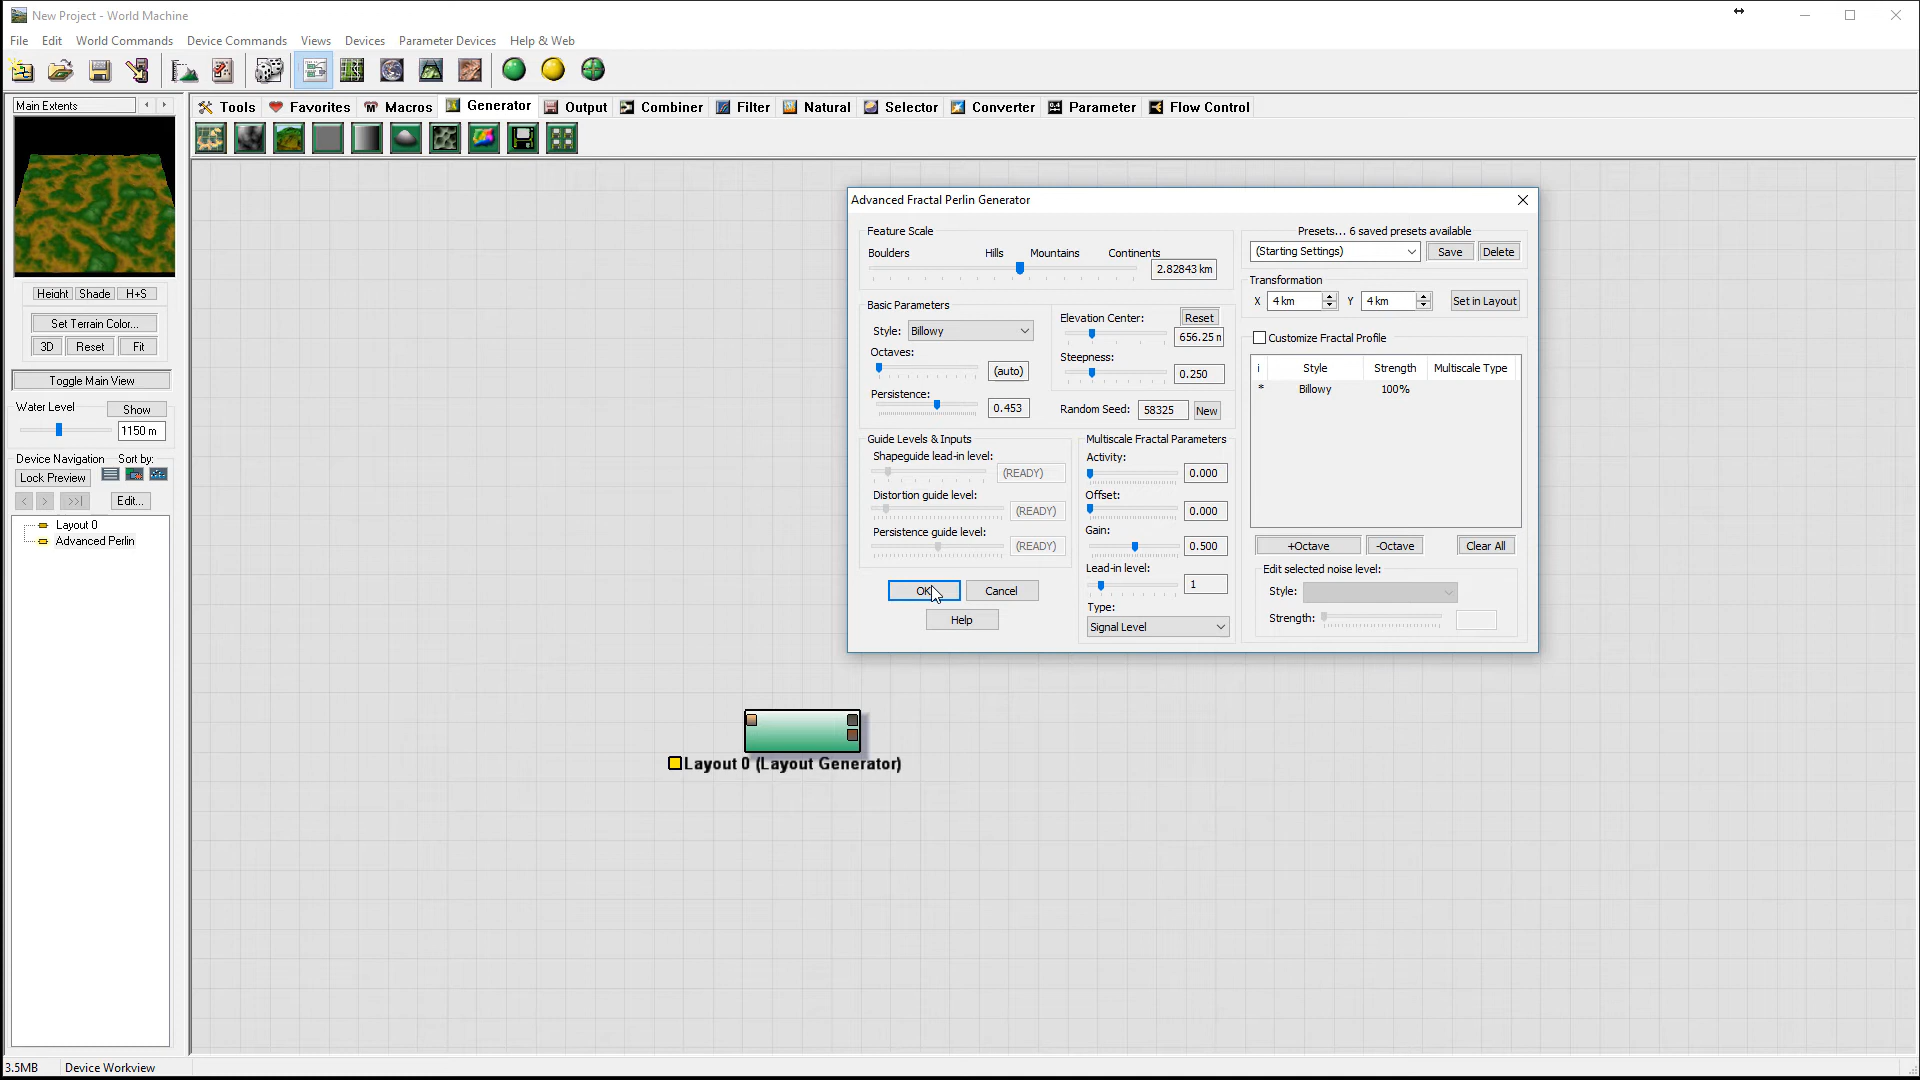 New Project - World Machine
File Edit World Commands Device Commands Views Devices Parameter Devices Help & Web
Main Extents
Tools Favorites Macros Generator Output Combiner Filter Natural Selector Converter Parameter Flow Control
Height Shade H+S
Set Terrain Color...
3D Reset Fit
Toggle Main View
Water Level Show
1150 m
Device Navigation Sort by:
Lock Preview
< > >>| Edit...
Layout 0
Advanced Perlin
Advanced Fractal Perlin Generator
Feature Scale
Boulders Hills Mountains Continents
2.82843 km
Basic Parameters
Style: Billowy
Octaves:
(auto)
Persistence:
0.453
Elevation Center: Reset
656.25 
Steepness:
0.250
Random Seed: 58325 New
Guide Levels & Inputs
Shapeguide lead-in level:
(READY)
Distortion guide level:
(READY)
Persistence guide level:
(READY)
OK Cancel
Help
Multiscale Fractal Parameters
Activity:
0.000
Offset:
0.000
Gain:
0.500
Lead-in level:
1
Type:
Signal Level
Presets... 6 saved presets available
(Starting Settings) Save Delete
Transformation
X 4 km Y 4 km Set in Layout
Customize Fractal Profile
i Style Strength Multiscale Type
* Billowy 100%
+Octave -Octave Clear All
Edit selected noise level:
Style:
Strength:
Layout 0 (Layout Generator)
3.5MB Device Workview